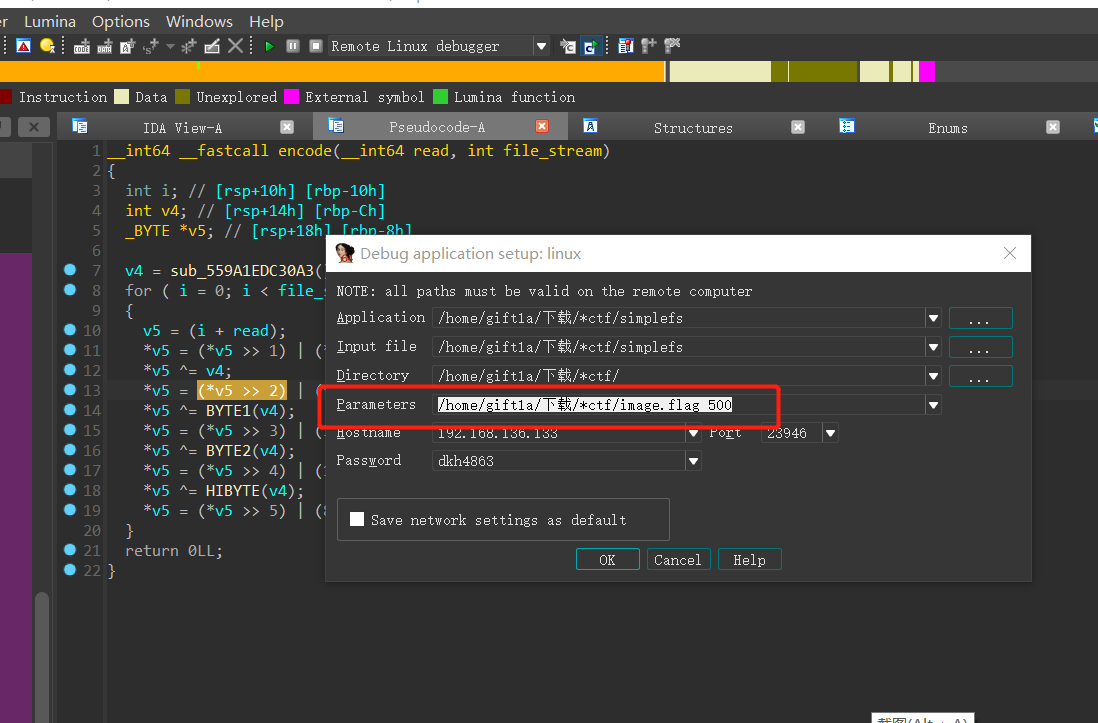 er Lumina Options Windows Help
Remote Linux debugger
Instruction Data Unexplored External symbol Lumina function
IDA View-A Pseudocode-A Structures Enums
1 __int64 __fastcall encode(__int64 read, int file_stream)
2 {
3 int i; // [rsp+10h] [rbp-10h]
4 int v4; // [rsp+14h] [rbp-Ch]
5 _BYTE *v5; // [rsp+18h] [rbp-8h]
6
7 v4 = sub_559A1EDC30A3(
8 for ( i = 0; i < file_s
9 {
10 v5 = (i + read);
11 *v5 = (*v5 >> 1) | (*
12 *v5 ^= v4;
13 *v5 = (*v5 >> 2) | (
14 *v5 ^= BYTE1(v4);
15 *v5 = (*v5 >> 3) | (
16 *v5 ^= BYTE2(v4);
17 *v5 = (*v5 >> 4) | (1
18 *v5 ^= HIBYTE(v4);
19 *v5 = (*v5 >> 5) | (8
20 }
21 return 0LL;
22 }
Debug application setup: linux
NOTE: all paths must be valid on the remote computer
Application /home/gift1a/下载/*ctf/simplefs ...
Input file /home/gift1a/下载/*ctf/simplefs ...
Directory /home/gift1a/下载/*ctf/ ...
Parameters /home/gift1a/下载/*ctf/image.flag 500
Hostname 192.168.136.133 Port 23946
Password dkh4863
Save network settings as default
OK Cancel Help
截图(Alt + A)